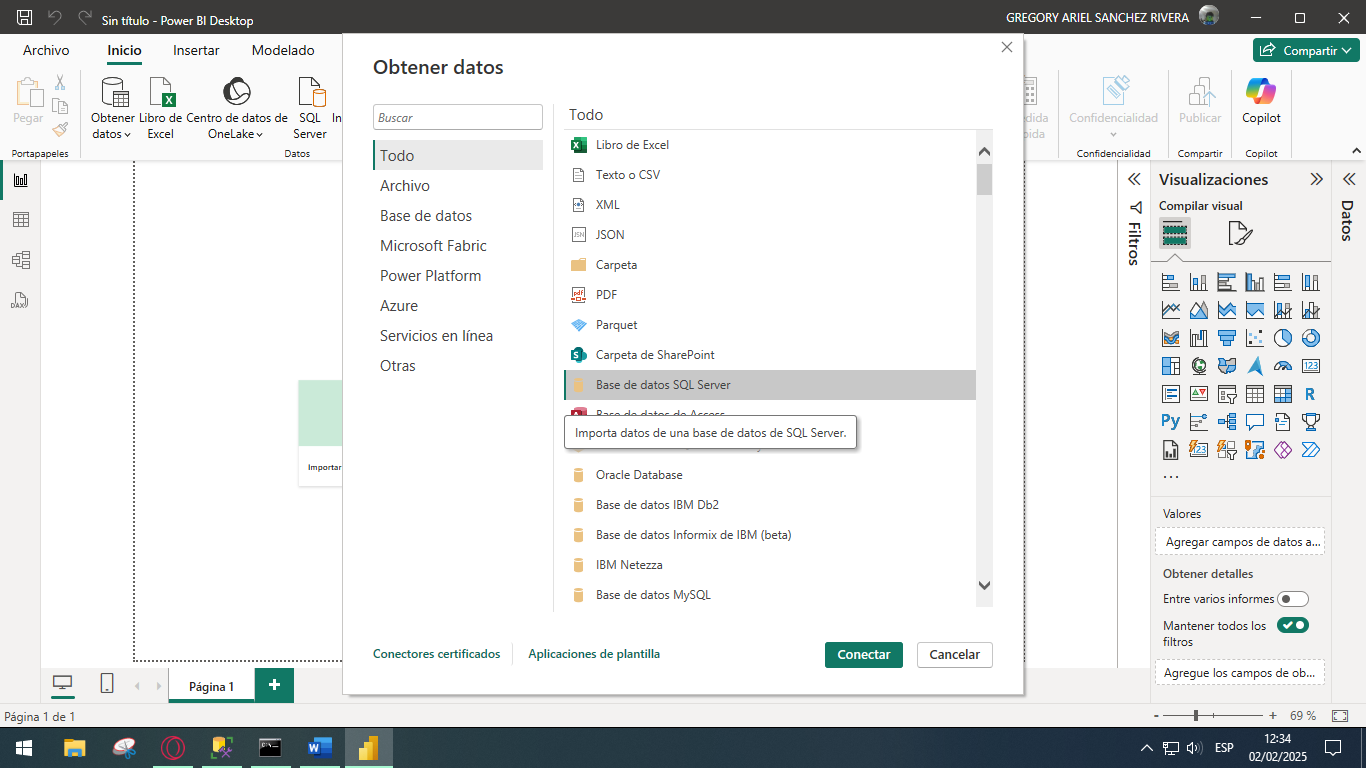 Sin título - Power BI Desktop
GREGORY ARIEL SANCHEZ RIVERA
Archivo
Inicio
Insertar
Modelado
Compartir
Pegar
Portapapeles
Obtener
datos
Libro de
Excel
Centro de datos de
OneLake
SQL
Server
In
Datos
Confidencialidad
Confidencialidad
Publicar
Compartir
Copilot
Copilot
Obtener datos
Buscar
Todo
Archivo
Base de datos
Microsoft Fabric
Power Platform
Azure
Servicios en línea
Otras
Todo
Libro de Excel
Texto o CSV
XML
JSON
Carpeta
PDF
Parquet
Carpeta de SharePoint
Base de datos SQL Server
Base de datos de Access
Importa datos de una base de datos de SQL Server.
Oracle Database
Base de datos IBM Db2
Base de datos Informix de IBM (beta)
IBM Netezza
Base de datos MySQL
Conectores certificados
Aplicaciones de plantilla
Conectar
Cancelar
Importar
Filtros
Visualizaciones
Compilar visual
Datos
Valores
Agregar campos de datos a...
Obtener detalles
Entre varios informes
Mantener todos los
filtros
Agregue los campos de ob...
Página 1
Página 1 de 1
69 %
ESP
12:34
02/02/2025